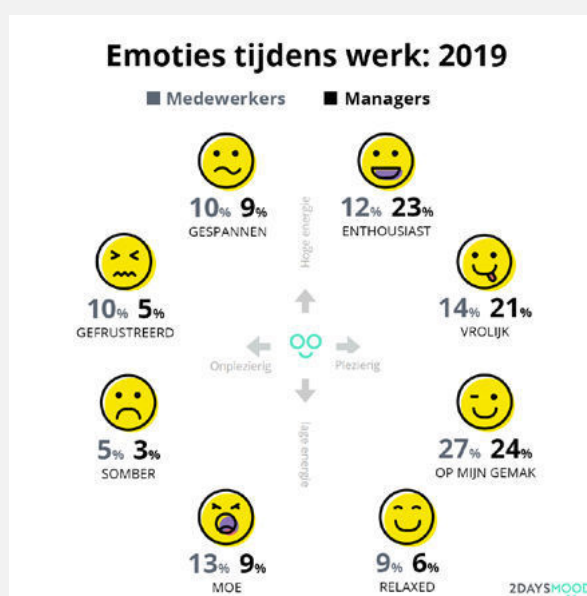 Emoties tijdens werk: 2019
Medewerkers Managers
10% 9%
GESPANNEN
12% 23%
ENTHOUSIAST
Hoge energie
10% 5%
GEFRUSTREERD
14% 21%
VROLIJK
Onplezierig
Plezierig
5% 3%
SOMBER
27% 24%
OP MIJN GEMAK
lage energie
13% 9%
MOE
9% 6%
RELAXED
2DAYSMOOD